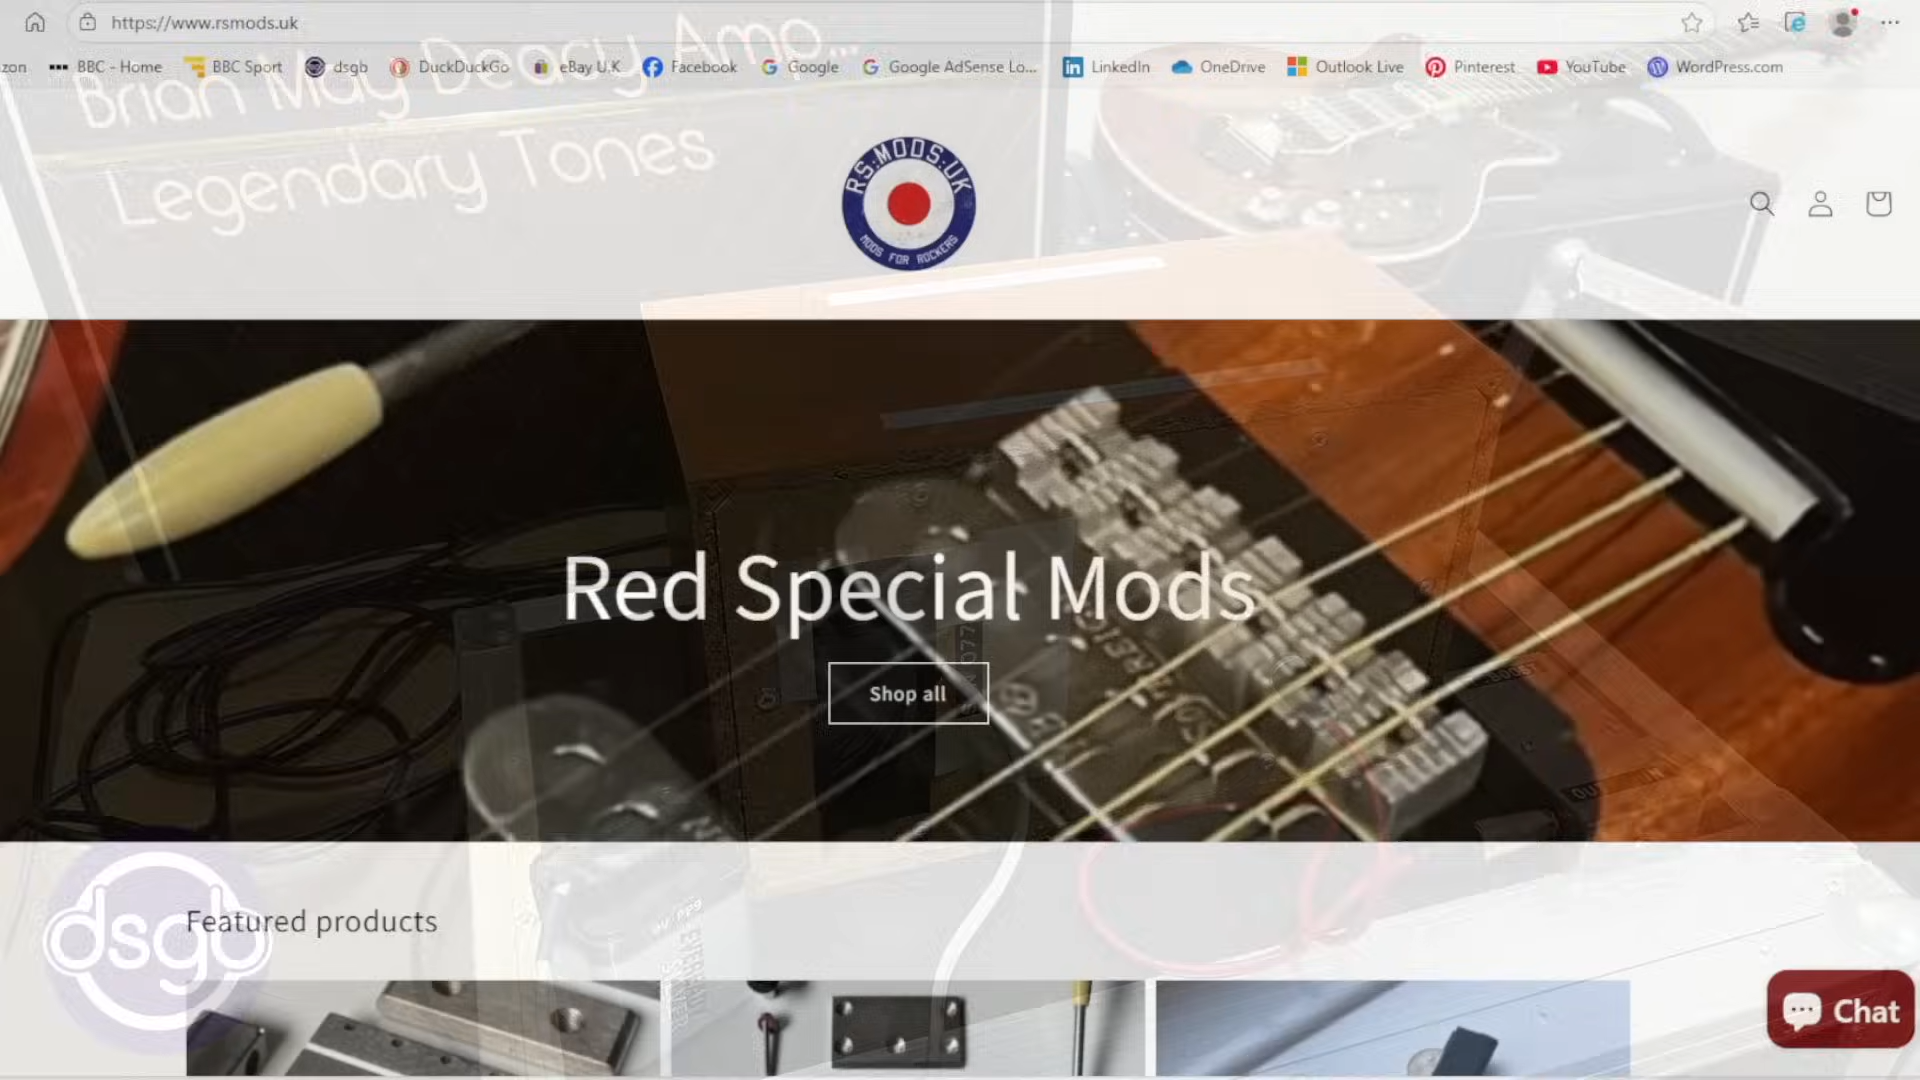 https://www.rsmods.uk
zon BBC - Home BBC Sport dsgb DuckDuckGo eBay U.K Facebook Google Google AdSense Lo... LinkedIn OneDrive Outlook Live Pinterest YouTube WordPress.com
Brian May Deacy Amp...
Legendary Tones
RS:MODS:UK
MODS FOR ROCKERS
Red Special Mods
Shop all
Featured products
dsgb
Chat